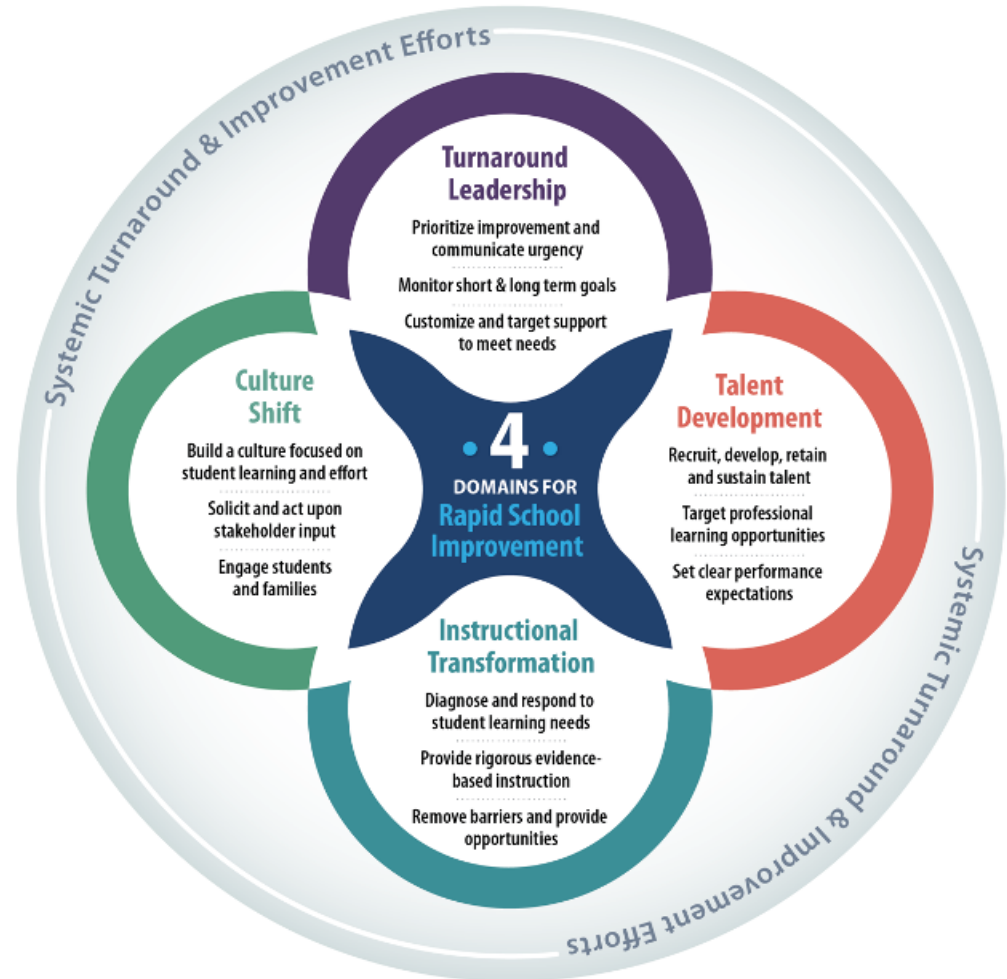 Systemic Turnaround & Improvement Efforts
Turnaround
Leadership
Prioritize improvement and
communicate urgency
Monitor short & long term goals
Customize and target support
to meet needs
Culture
Shift
Build a culture focused on
student learning and effort
Solicit and act upon
stakeholder input
Engage students
and families
• 4 •
DOMAINS FOR
Rapid School
Improvement
Talent
Development
Recruit, develop, retain
and sustain talent
Target professional
learning opportunities
Set clear performance
expectations
Instructional
Transformation
Diagnose and respond to
student learning needs
Provide rigorous evidence-
based instruction
Remove barriers and provide
opportunities
Systemic Turnaround & Improvement Efforts